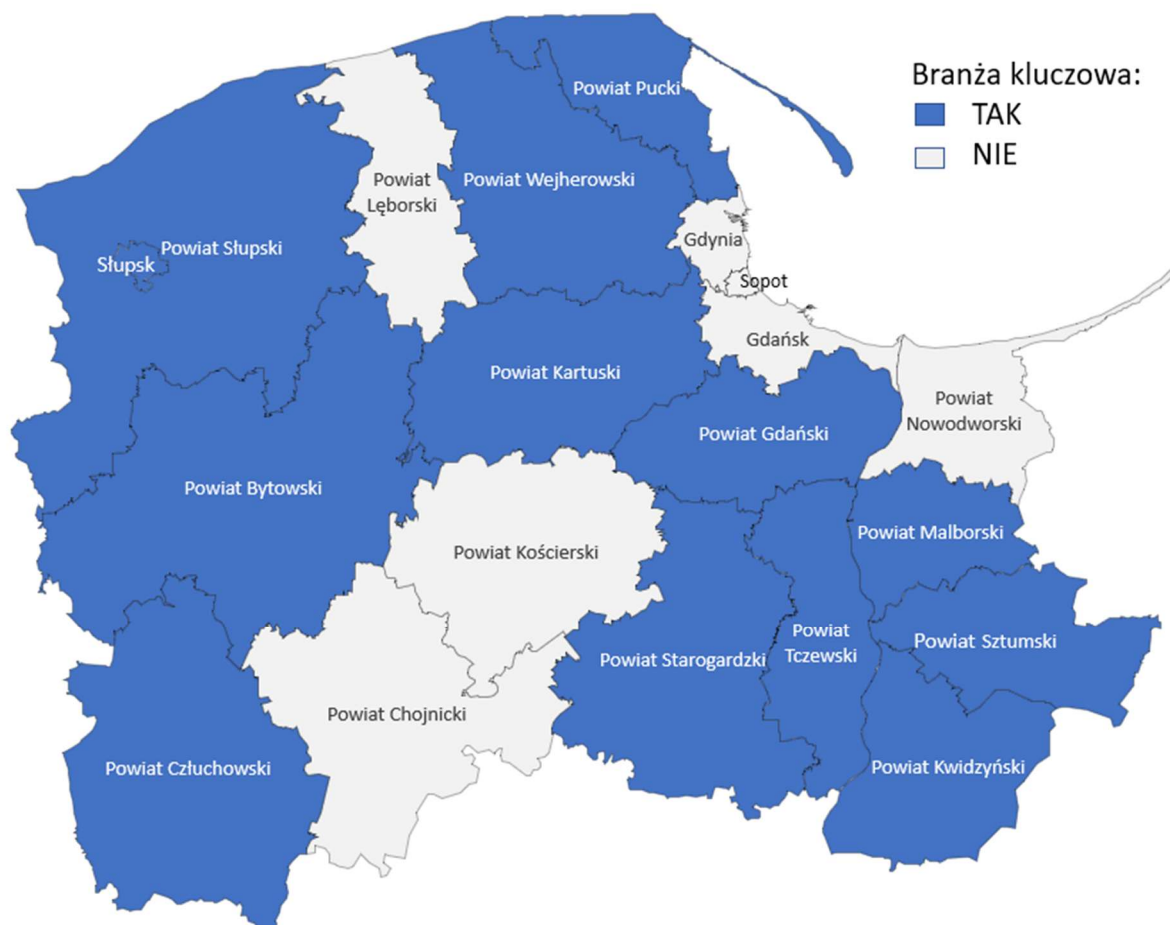 Branża kluczowa:
TAK
NIE
Powiat Pucki
Powiat
Lęborski
Powiat Wejherowski
Gdynia
Powiat Słupski
Słupsk
Sopot
Gdańsk
Powiat Kartuski
Powiat
Nowodworski
Powiat Gdański
Powiat Bytowski
Powiat Malborski
Powiat Kościerski
Powiat
Tczewski
Powiat Sztumski
Powiat Starogardzki
Powiat Chojnicki
Powiat Człuchowski
Powiat Kwidzyński